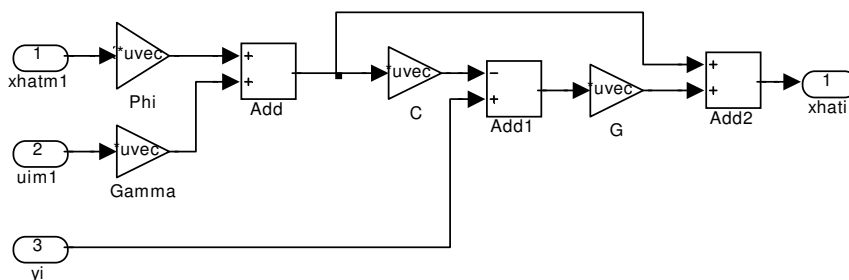 1
xhatm1
*uvec
Phi
+
+
Add
*uvec
C
−
+
Add1
*uvec
G
+
+
Add2
1
xhati
2
uim1
*uvec
Gamma
3
yi